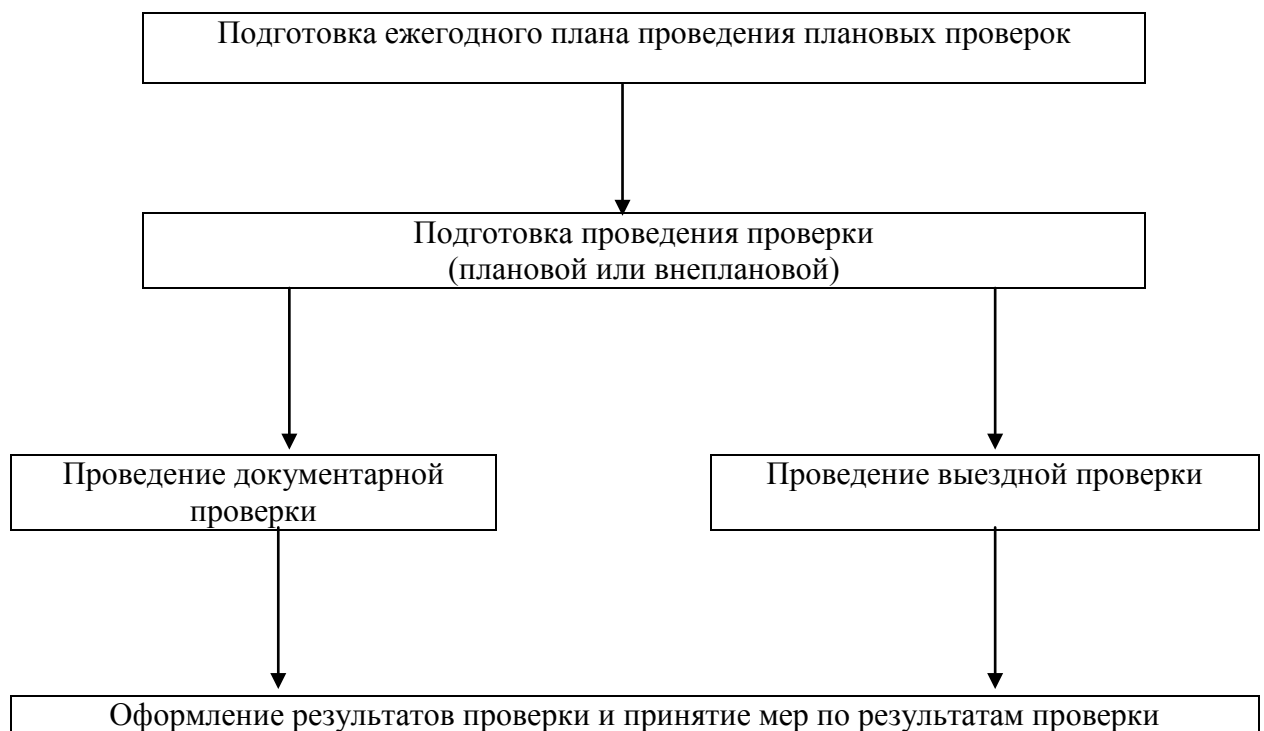 Подготовка ежегодного плана проведения плановых проверок
Подготовка проведения проверки
(плановой или внеплановой)
Проведение документарной
проверки
Проведение выездной проверки
Оформление результатов проверки и принятие мер по результатам проверки